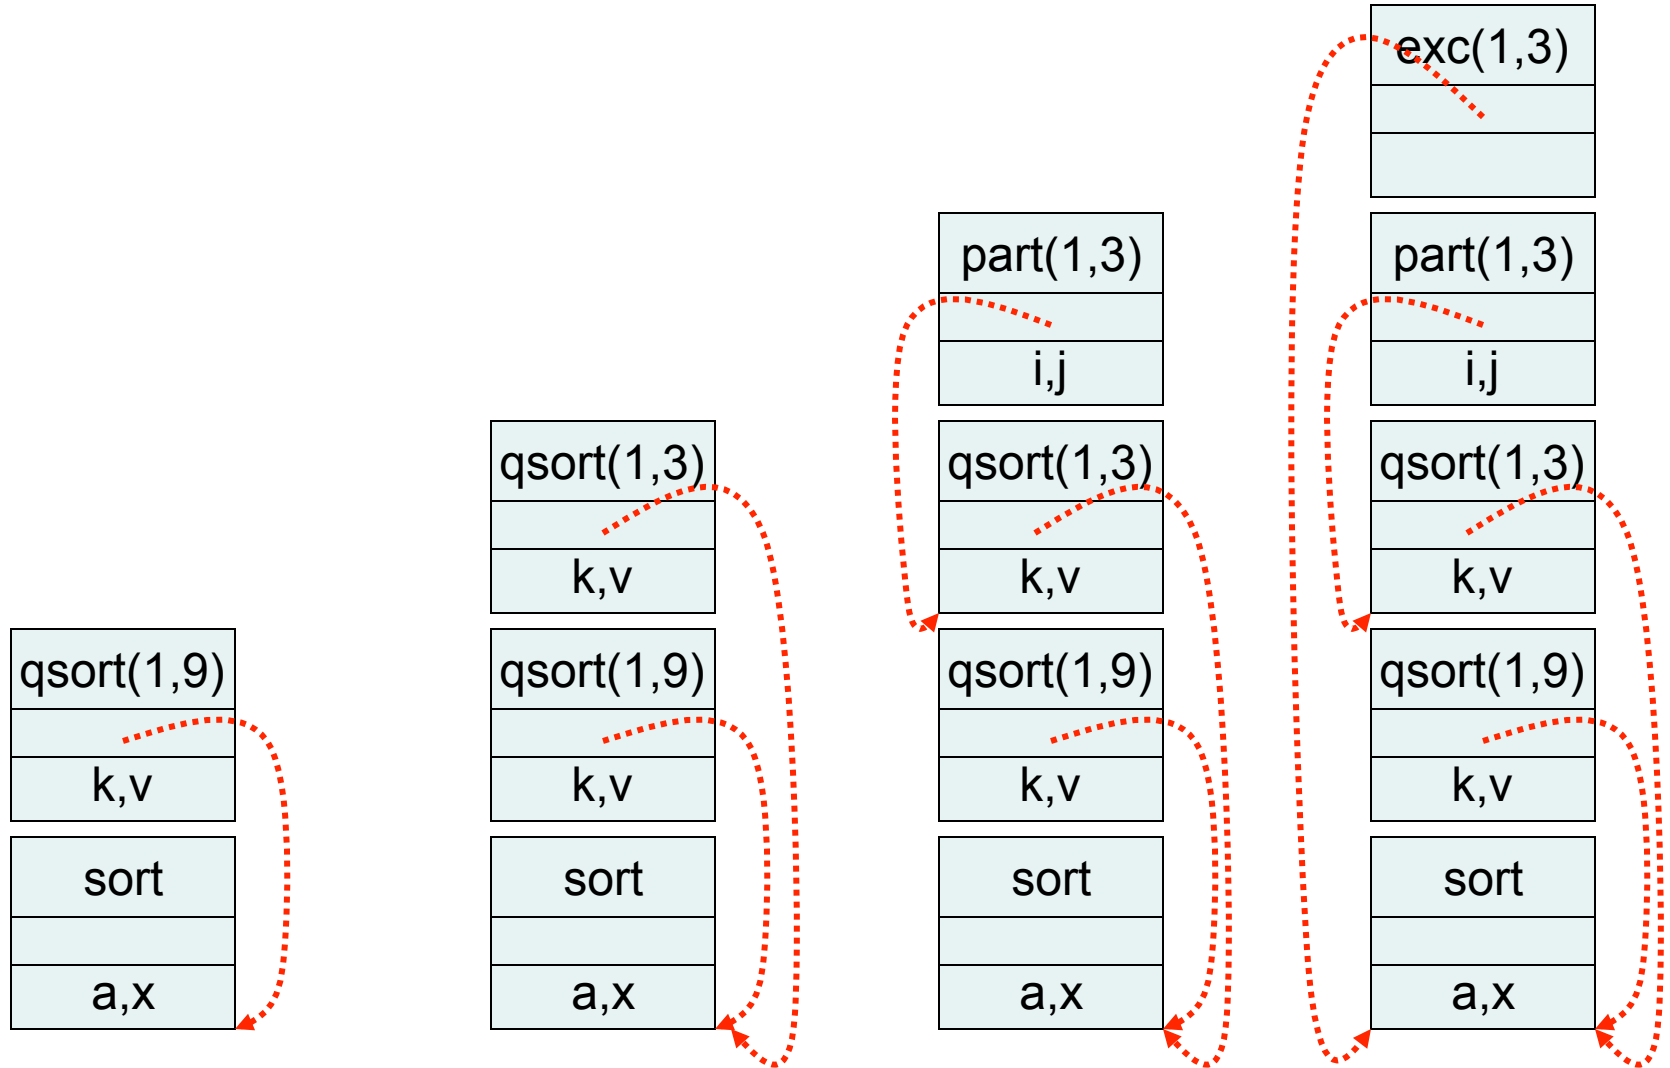 qsort(1,9)
k,v
sort
a,x
qsort(1,3)
k,v
qsort(1,9)
k,v
sort
a,x
part(1,3)
i,j
qsort(1,3)
k,v
qsort(1,9)
k,v
sort
a,x
exc(1,3)
part(1,3)
i,j
qsort(1,3)
k,v
qsort(1,9)
k,v
sort
a,x